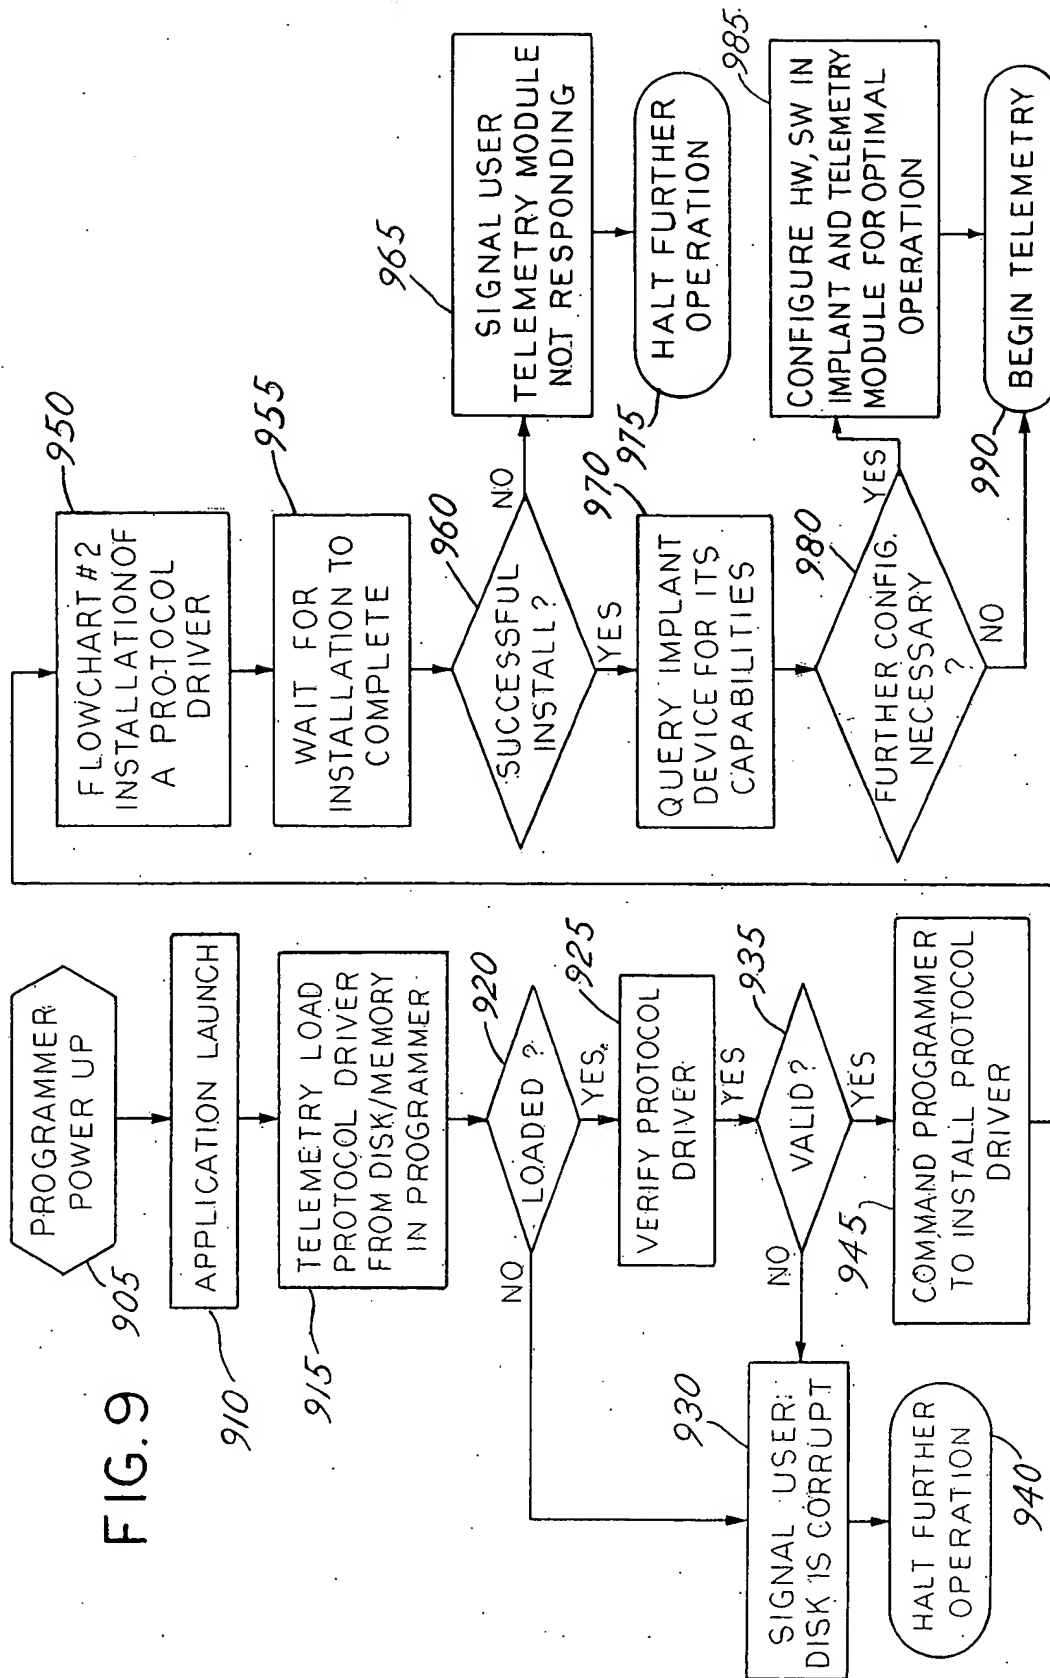 FIG. 9
PROGRAMMER
POWER UP
905
APPLICATION LAUNCH
910
TELEMETRY LOAD
PROTOCOL DRIVER
FROM DISK/MEMORY
IN PROGRAMMER
915
LOADED ?
920
NO
YES
VERIFY PROTOCOL
DRIVER
925
YES
VALID?
935
NO
YES
SIGNAL USER:
DISK IS CORRUPT
930
HALT FURTHER
OPERATION
940
COMMAND PROGRAMMER
TO INSTALL PROTOCOL
DRIVER
945
FLOWCHART #2
INSTALLATION OF
A PROTOCOL
DRIVER
950
WAIT FOR
INSTALLATION TO
COMPLETE
955
SUCCESSFUL
INSTALL?
960
NO
YES
SIGNAL USER
TELEMETRY MODULE
NOT RESPONDING
965
HALT FURTHER
OPERATION
975
QUERY IMPLANT
DEVICE FOR ITS
CAPABILITIES
970
FURTHER CONFIG.
NECESSARY
?
980
YES
NO
CONFIGURE HW, SW IN
IMPLANT AND TELEMETRY
MODULE FOR OPTIMAL
OPERATION
985
BEGIN TELEMETRY
990